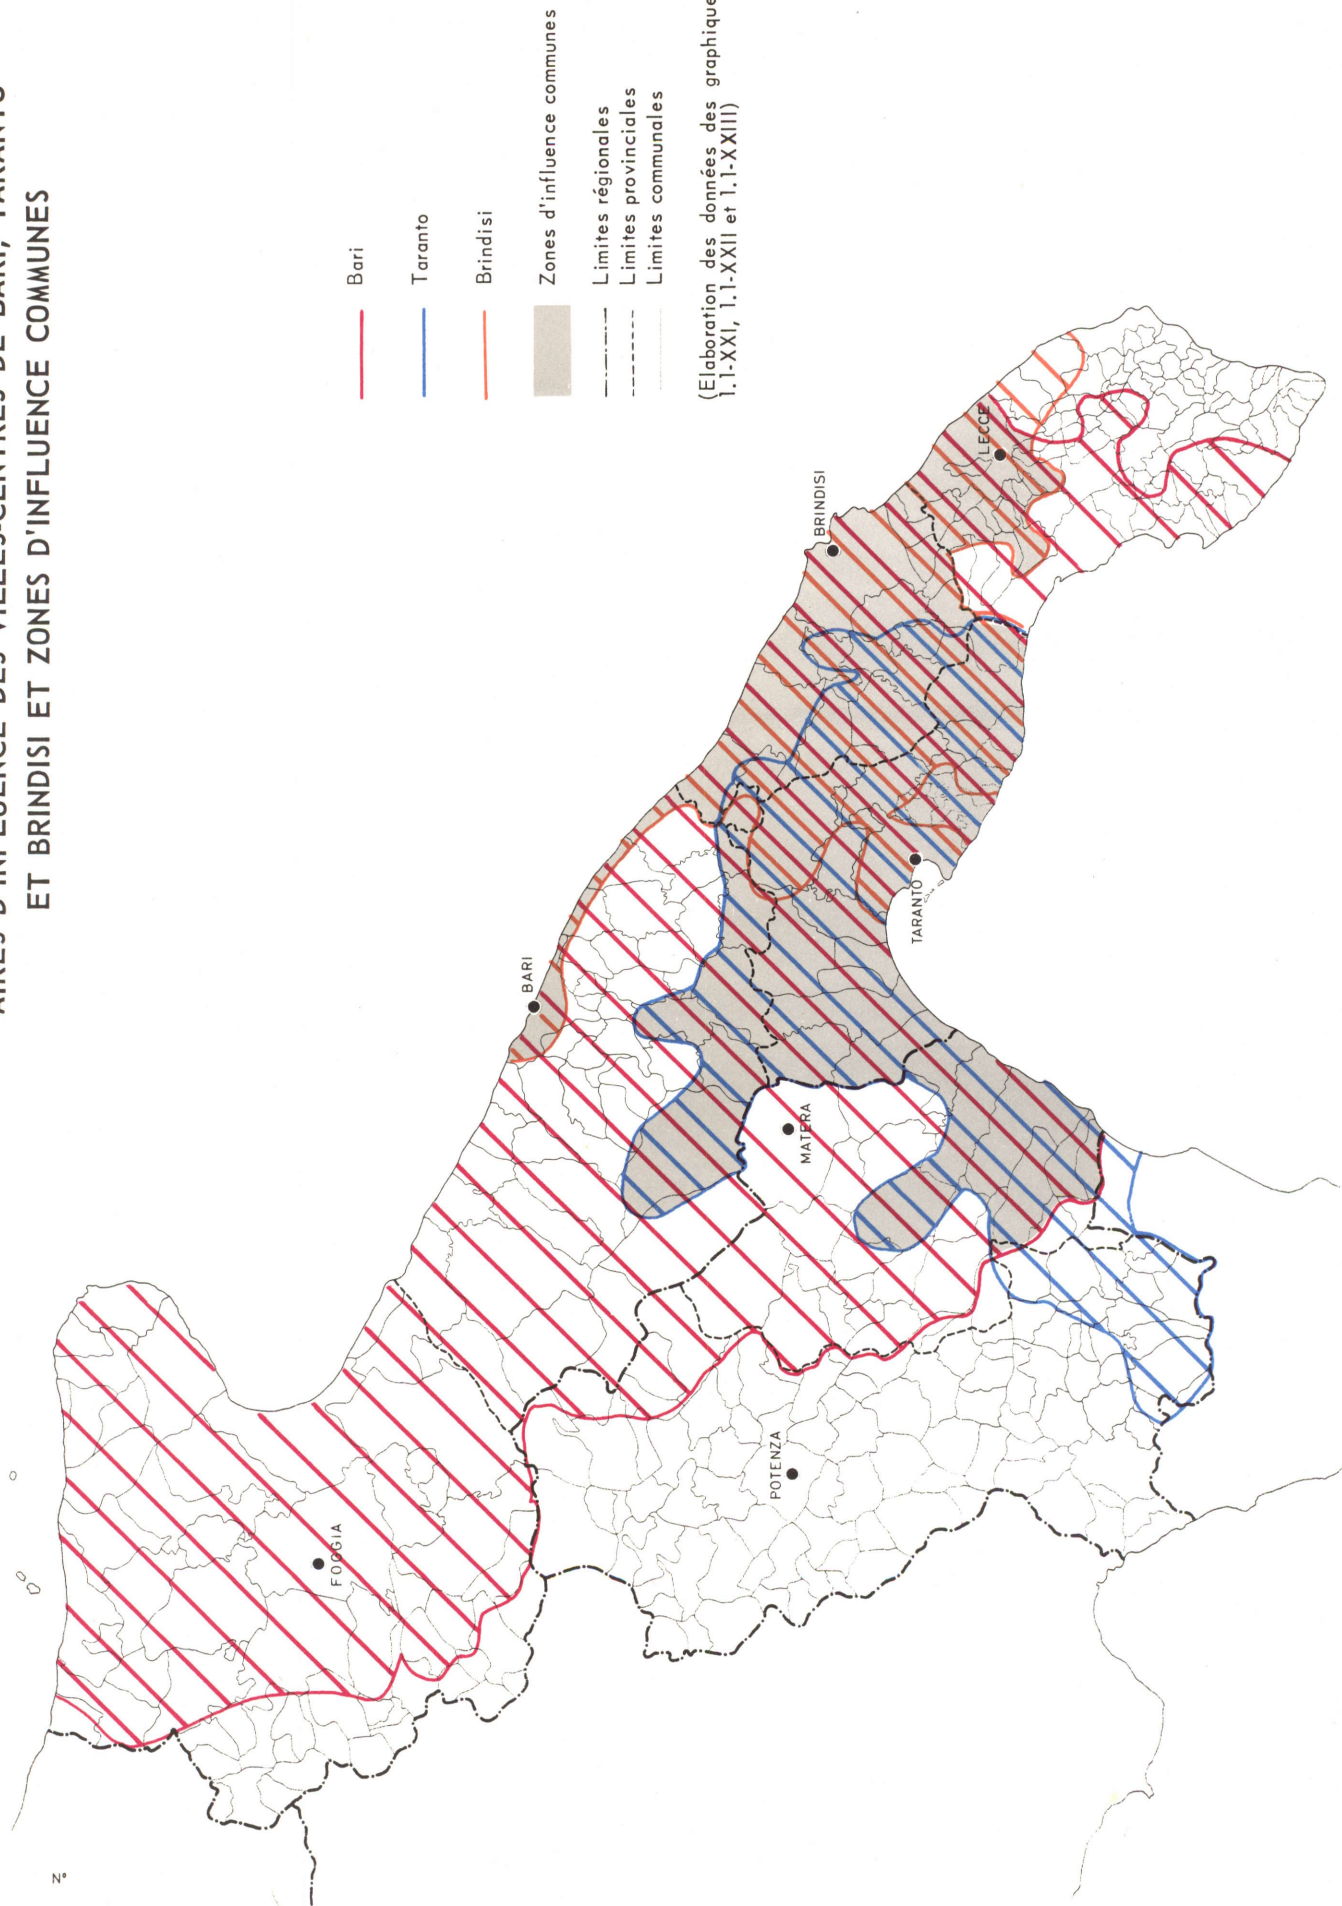 ET BRINDISI ET ZONES D'INFLUENCE COMMUNES
Bari
Taranto
Brindisi
Zones d'influence communes
Limites régionales
Limites provinciales
Limites communales
(Elaboration des données des graphique
1.1-XXI, 1.1-XXII et 1.1-XXIII)
BARI
BRINDISI
LECCE
TARANTO
MATERA
POTENZA
FOGGIA
N°